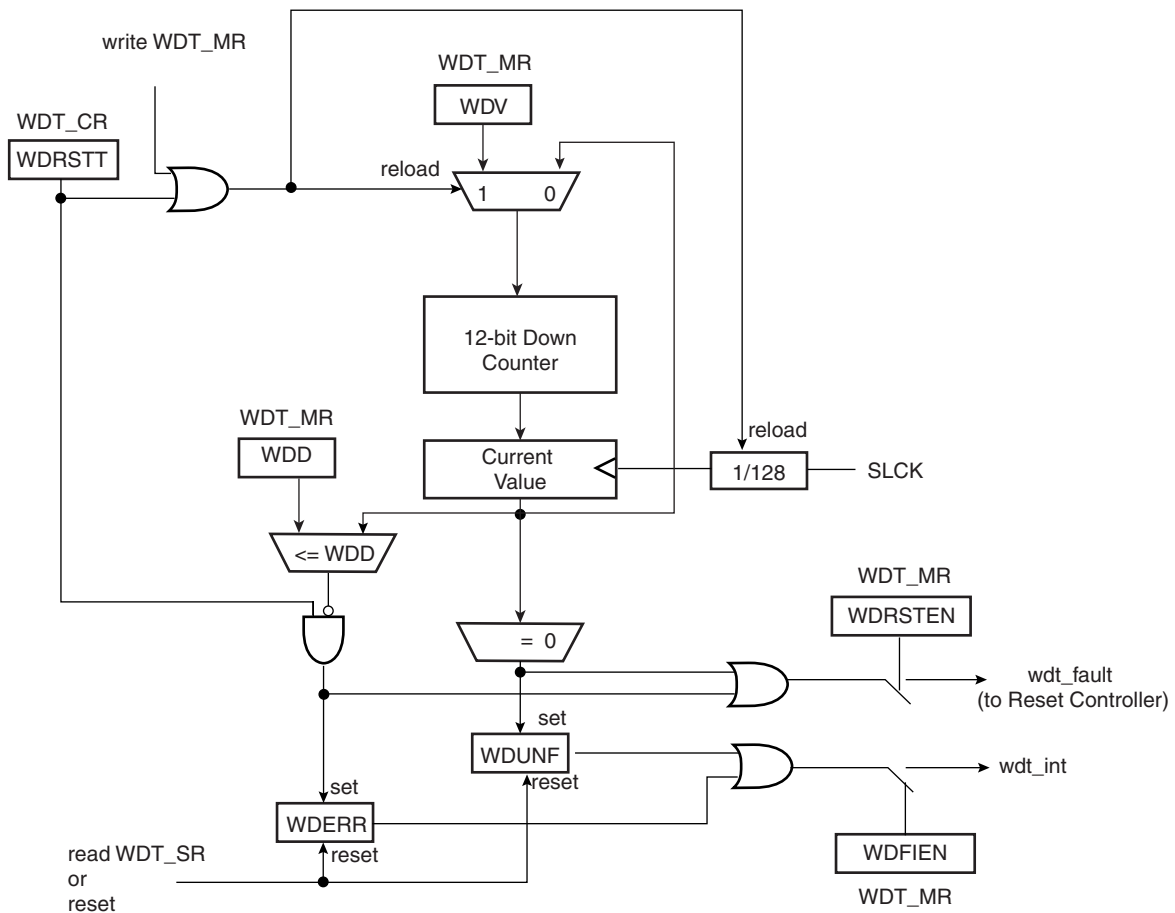 write WDT_MR
WDT_MR
WDV
WDT_CR
WDRSTT
reload
1 0
12-bit Down
Counter
WDT_MR
WDD
reload
Current
Value
1/128
SLCK
<= WDD
WDT_MR
WDRSTEN
= 0
wdt_fault
(to Reset Controller)
set
WDUNF
reset
wdt_int
set
WDERR
reset
read WDT_SR
or
reset
WDFIEN
WDT_MR